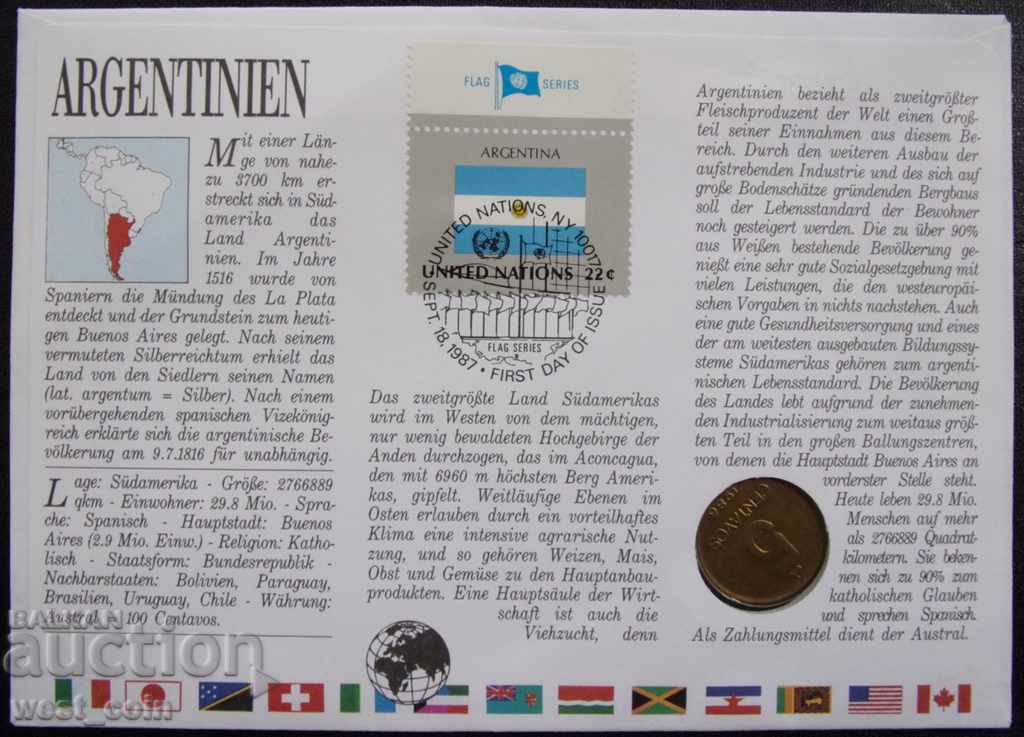 ARGENTINIEN
Mit einer Län-
ge von nahe-
zu 3700 km er-
streckt sich in Süd-
amerika das
Land Argenti-
nien. Im Jahre
1516 wurde von
Spaniern die Mündung des La Plata
entdeckt und der Grundstein zum heuti-
gen Buenos Aires gelegt. Nach seinem
vermuteten Silberreichtum erhielt das
Land von den Siedlern seinen Namen
(lat. argentum = Silber). Nach einem
vorübergehenden spanischen Vizekönig-
reich erklärte sich die argentinische Be-
völkerung am 9.7.1816 für unabhängig.
Lage: Südamerika - Größe: 2766889
qkm - Einwohner: 29.8 Mio. - Spra-
che: Spanisch - Hauptstadt: Buenos
Aires (2.9 Mio. Einw.) - Religion: Katho-
lisch - Staatsform: Bundesrepublik -
Nachbarstaaten: Bolivien, Paraguay,
Brasilien, Uruguay, Chile - Währung:
Austral = 100 Centavos.
FLAG SERIES
ARGENTINA
UNITED NATIONS 22¢
UNITED NATIONS, NY 10017
SEPT. 18, 1987 • FIRST DAY OF ISSUE
FLAG SERIES
Das zweitgrößte Land Südamerikas
wird im Westen von dem mächtigen,
nur wenig bewaldeten Hochgebirge der
Anden durchzogen, das im Aconcagua,
den mit 6960 m höchsten Berg Ameri-
kas, gipfelt. Weitläufige Ebenen im
Osten erlauben durch ein vorteilhaftes
Klima eine intensive agrarische Nut-
zung, und so gehören Weizen, Mais,
Obst und Gemüse zu den Hauptanbau-
produkten. Eine Hauptsäule der Wirt-
schaft ist auch die
Viehzucht, denn
Argentinien bezieht als zweitgrößter
Fleischproduzent der Welt einen Groß-
teil seiner Einnahmen aus diesem Be-
reich. Durch den weiteren Ausbau der
aufstrebenden Industrie und des sich auf
große Bodenschätze gründenden Bergbaus
soll der Lebensstandard der Bewohner
noch gesteigert werden. Die zu über 90%
aus Weißen bestehende Bevölkerung ge-
nießt eine sehr gute Sozialgesetzgebung mit
vielen Leistungen, die den westeuropäi-
schen Vorgaben in nichts nachstehen. Auch
eine gute Gesundheitsversorgung und eines
der am weitesten ausgebauten Bildungssy-
steme Südamerikas gehören zum argenti-
nischen Lebensstandard. Die Bevölkerung
des Landes lebt aufgrund der zunehmen-
den Industrialisierung zum weitaus größ-
ten Teil in den großen Ballungszentren,
von denen die Hauptstadt Buenos Aires an
vorderster Stelle steht.
Heute leben 29.8 Mio.
Menschen auf mehr
als 2766889 Quadrat-
kilometern. Sie beken-
nen sich zu 90% zum
katholischen Glauben
und sprechen Spanisch.
Als Zahlungsmittel dient der Austral.
5
CENTAVOS
1986
BALKAN
auction
west_coin